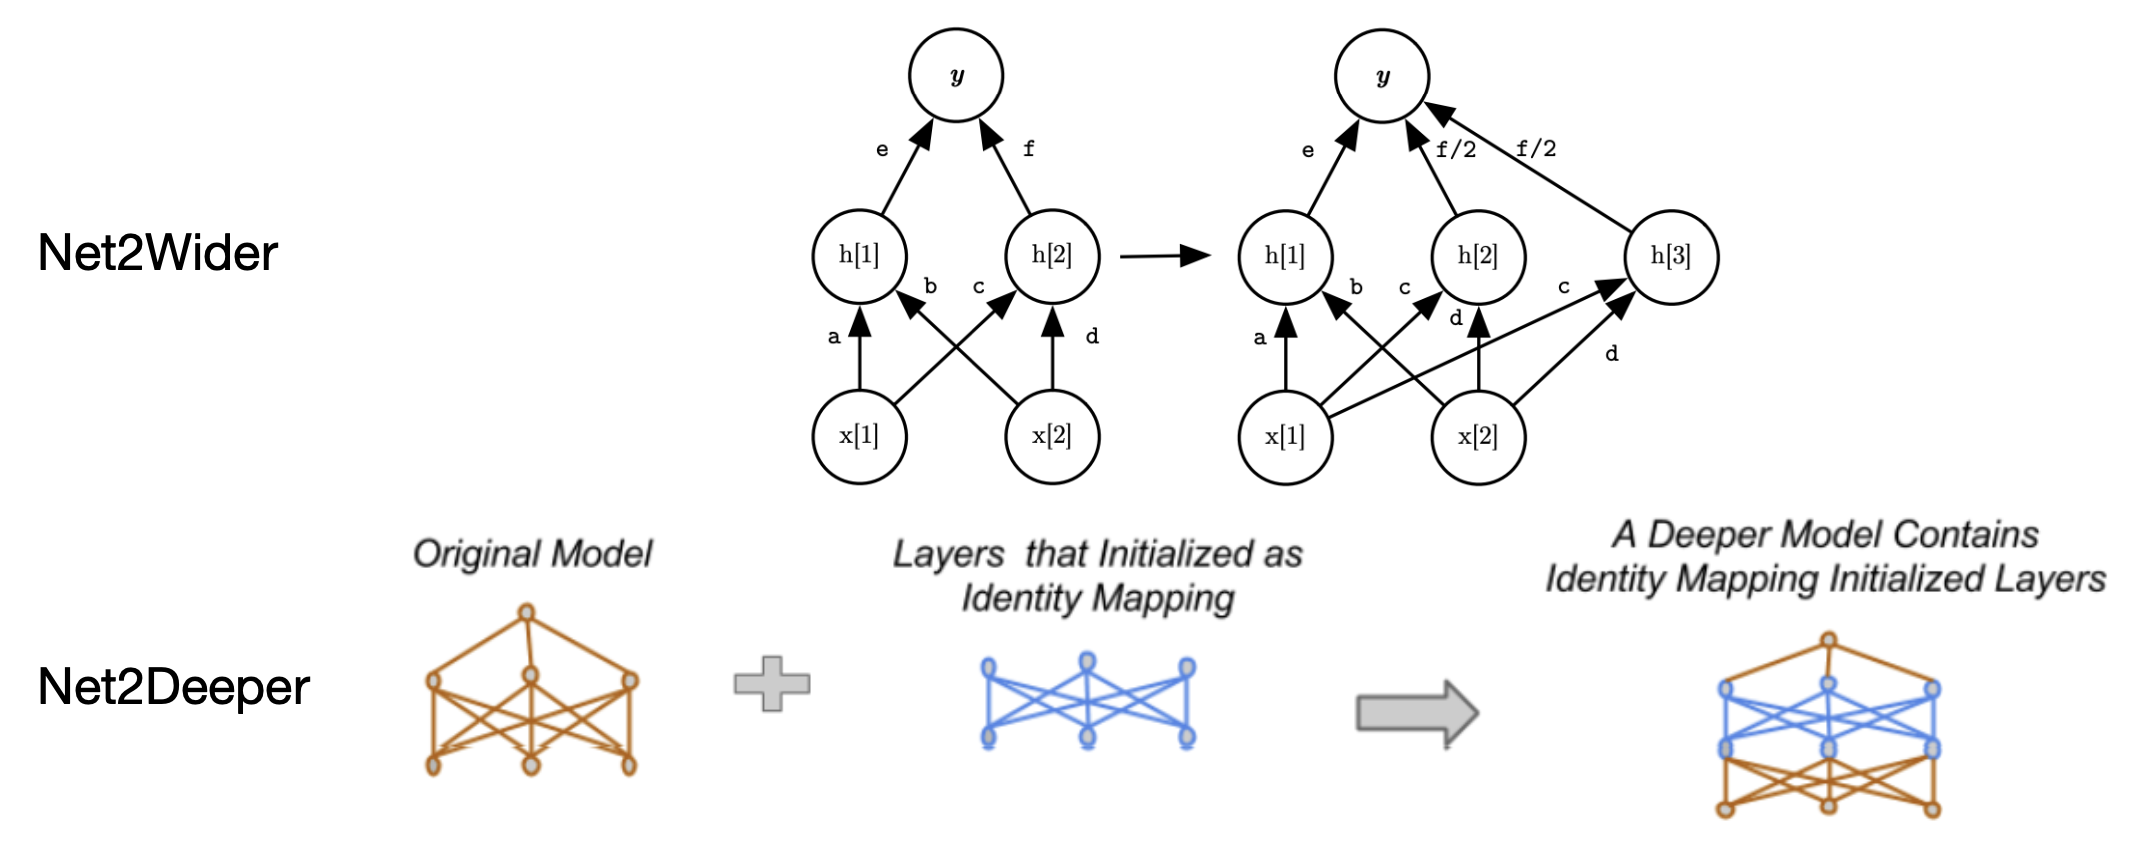 Net2Wider
y
e
f
h[1]
h[2]
a
b
c
d
x[1]
x[2]
y
e
f/2
f/2
h[1]
h[2]
h[3]
a
b
c
d
c
d
x[1]
x[2]
Net2Deeper
Original Model
Layers that Initialized as
Identity Mapping
A Deeper Model Contains
Identity Mapping Initialized Layers